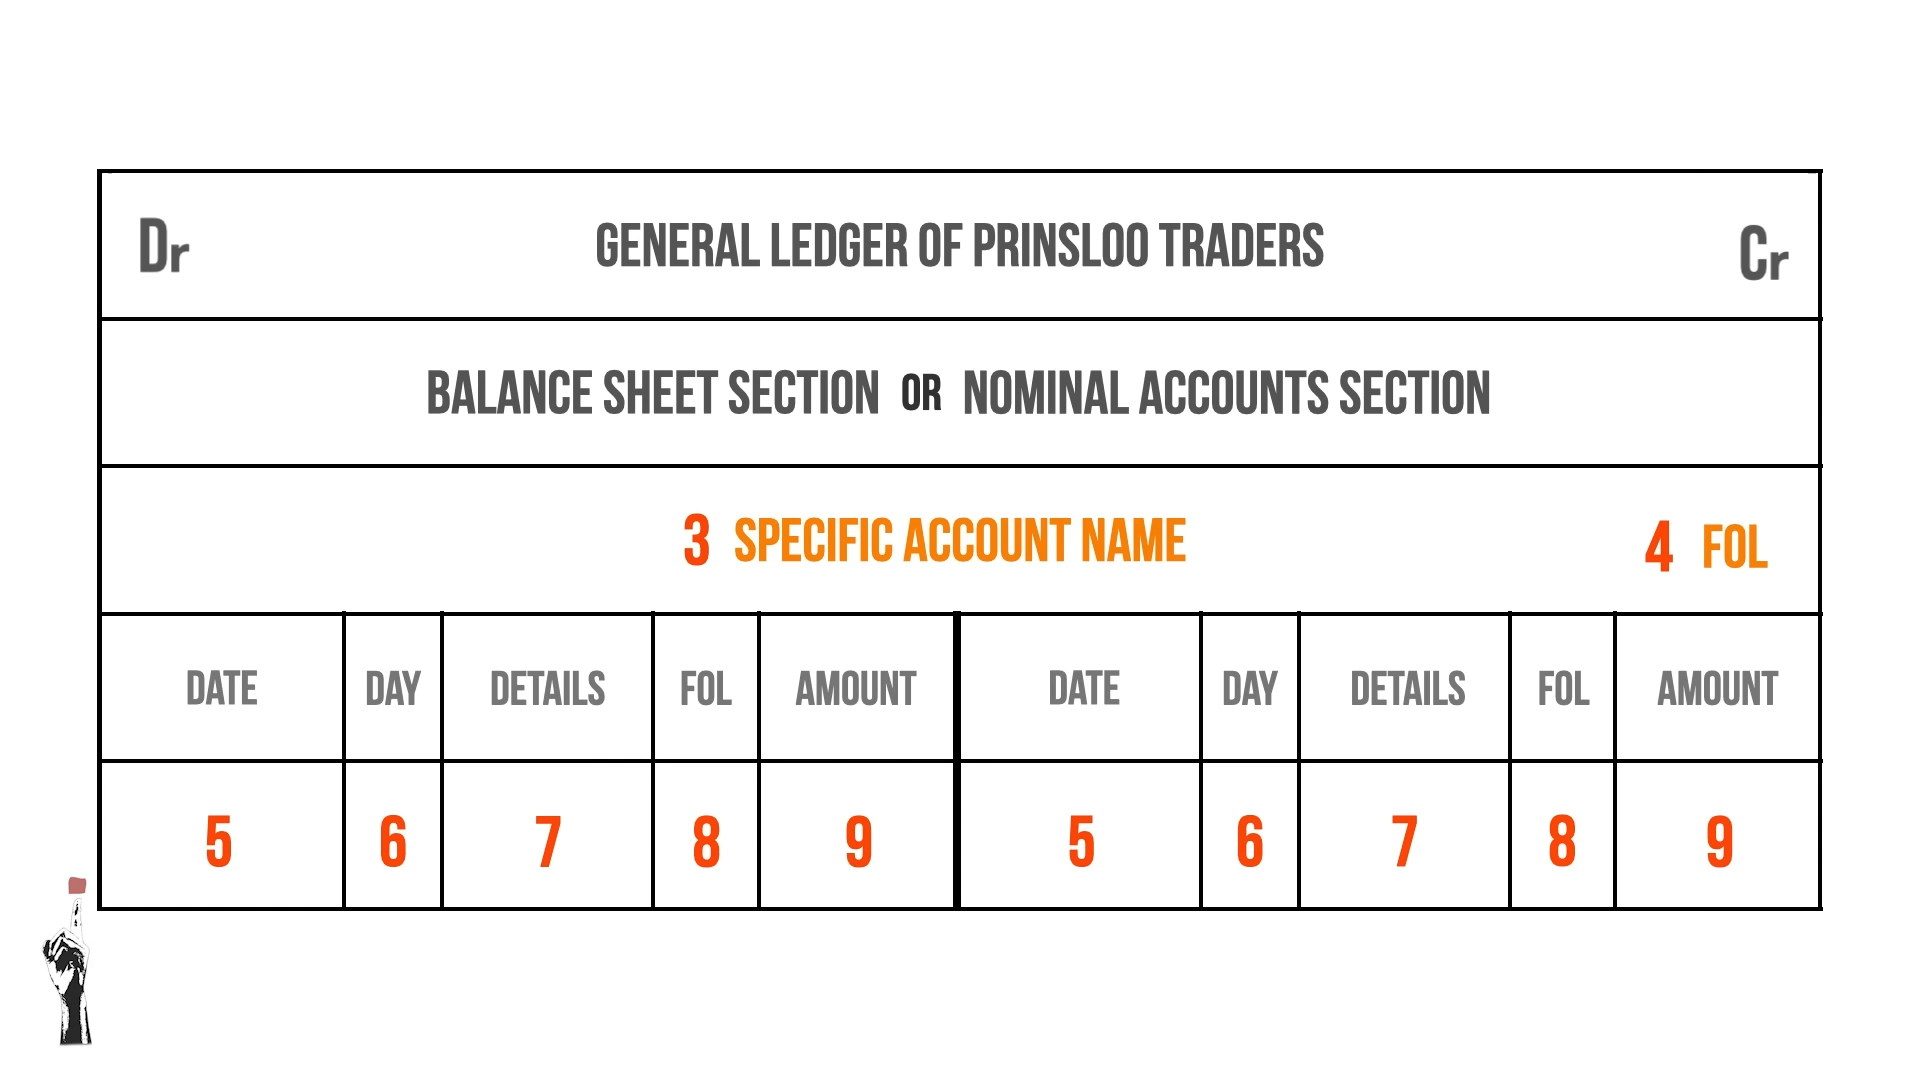 Dr GENERAL LEDGER OF PRINSLOO TRADERS Cr
BALANCE SHEET SECTION OR NOMINAL ACCOUNTS SECTION
3 SPECIFIC ACCOUNT NAME 4 FOL
DATE DAY DETAILS FOL AMOUNT DATE DAY DETAILS FOL AMOUNT
5 6 7 8 9 5 6 7 8 9